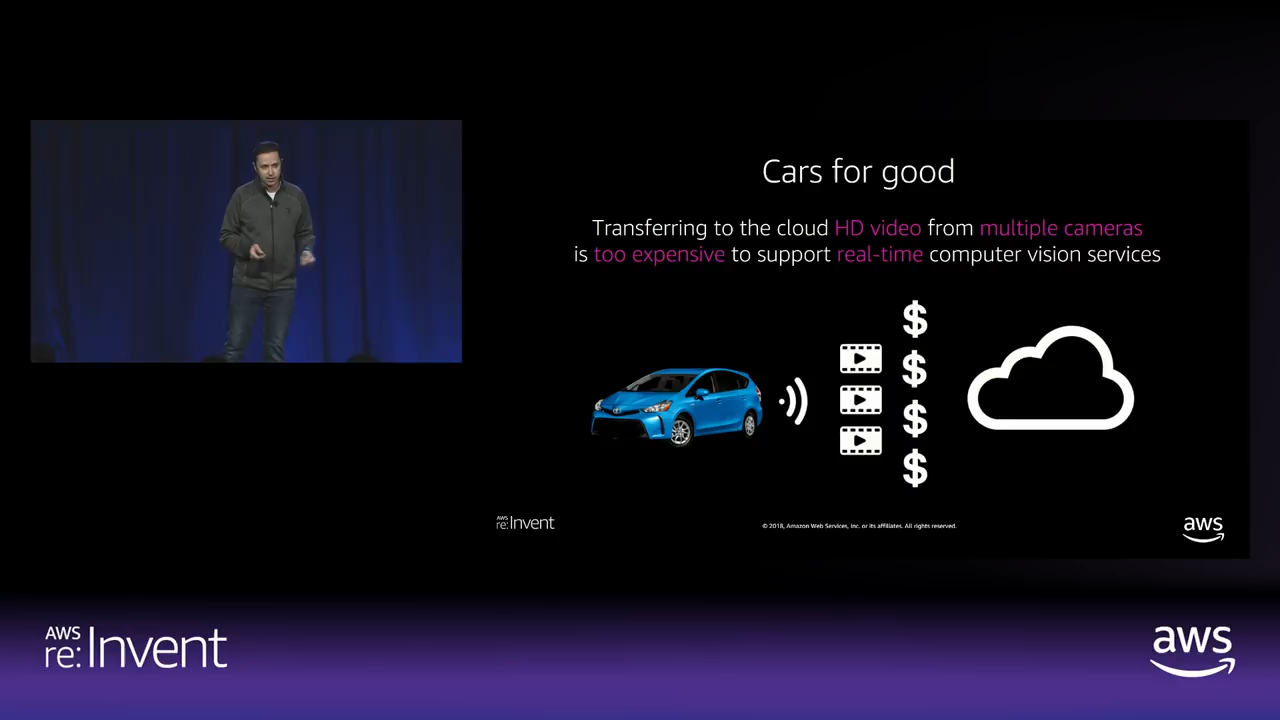 Cars for good
Transferring to the cloud HD video from multiple cameras
is too expensive to support real-time computer vision services
$
$
$
$
AWS
re:Invent
© 2018, Amazon Web Services, Inc. or its affiliates. All rights reserved.
aws
AWS
re:Invent
aws